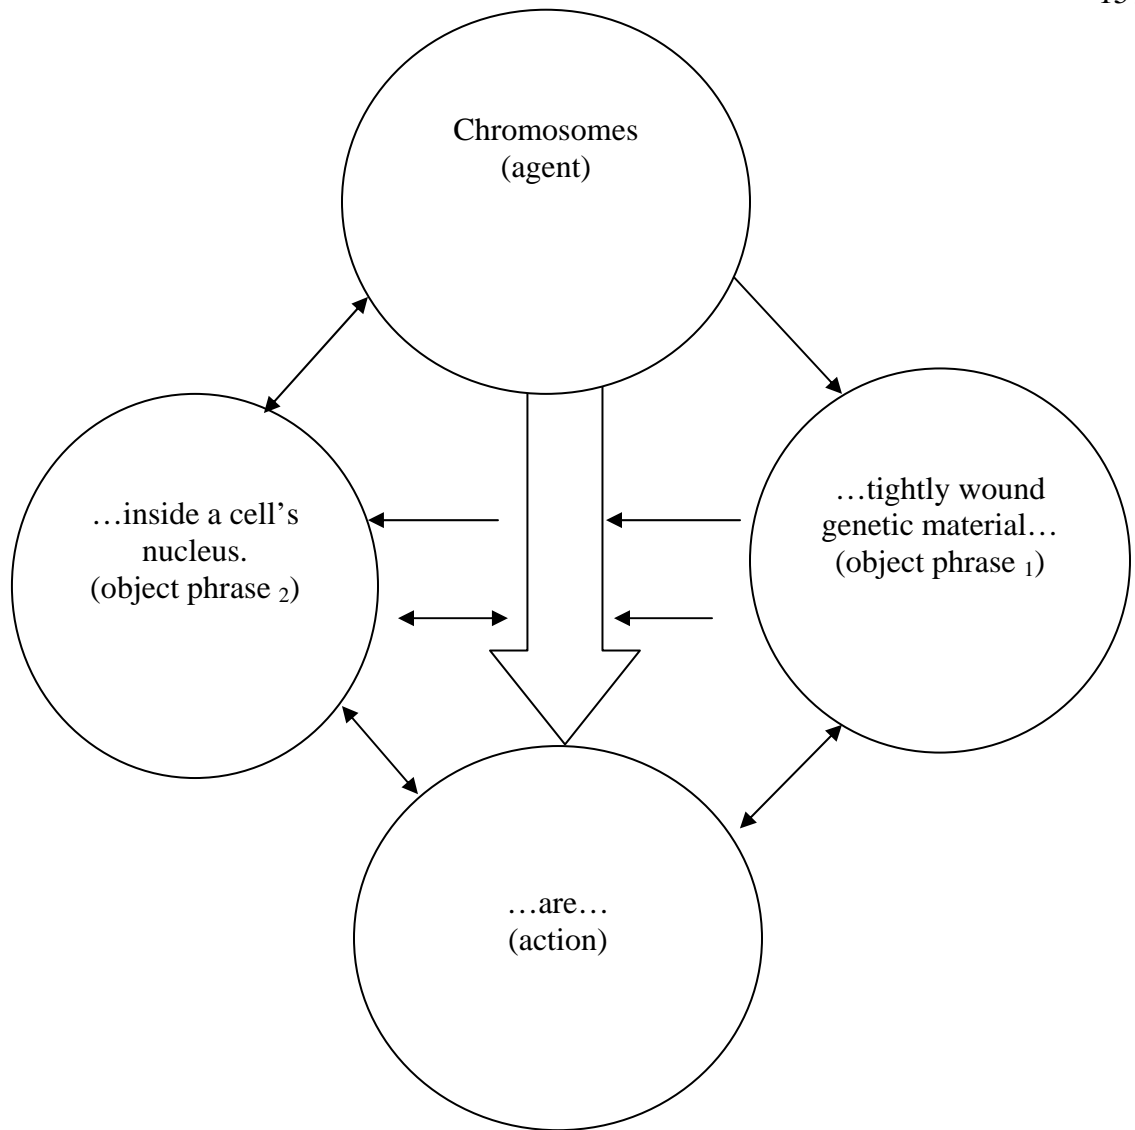 Chromosomes
(agent)
…tightly wound
genetic material…
(object phrase 1)
…inside a cell’s
nucleus.
(object phrase 2)
…are…
(action)